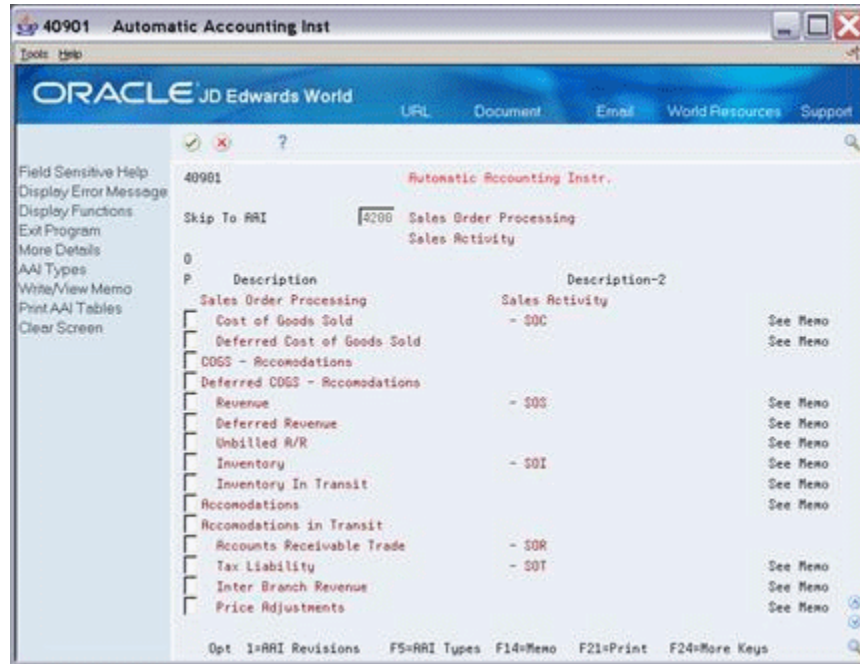 40901 Automatic Accounting Inst
Tools Help
ORACLE JD Edwards World
URL Document Email World Resources Support
?
Field Sensitive Help
Display Error Message
Display Functions
Exit Program
More Details
AAI Types
Write/View Memo
Print AAI Tables
Clear Screen
40901 Automatic Accounting Instr.
Skip To AAI 4200 Sales Order Processing
Sales Activity
O
P Description Description-2
Sales Order Processing Sales Activity
Cost of Goods Sold - SOC See Memo
Deferred Cost of Goods Sold See Memo
COGS - Accomodations
Deferred COGS - Accomodations
Revenue - SOS See Memo
Deferred Revenue See Memo
Unbilled A/R See Memo
Inventory - SOI See Memo
Inventory In Transit See Memo
Accomodations See Memo
Accomodations in Transit
Accounts Receivable Trade - SOR
Tax Liability - SOT See Memo
Inter Branch Revenue See Memo
Price Adjustments See Memo
Opt 1=AAI Revisions F5=AAI Types F14=Memo F21=Print F24=More Keys